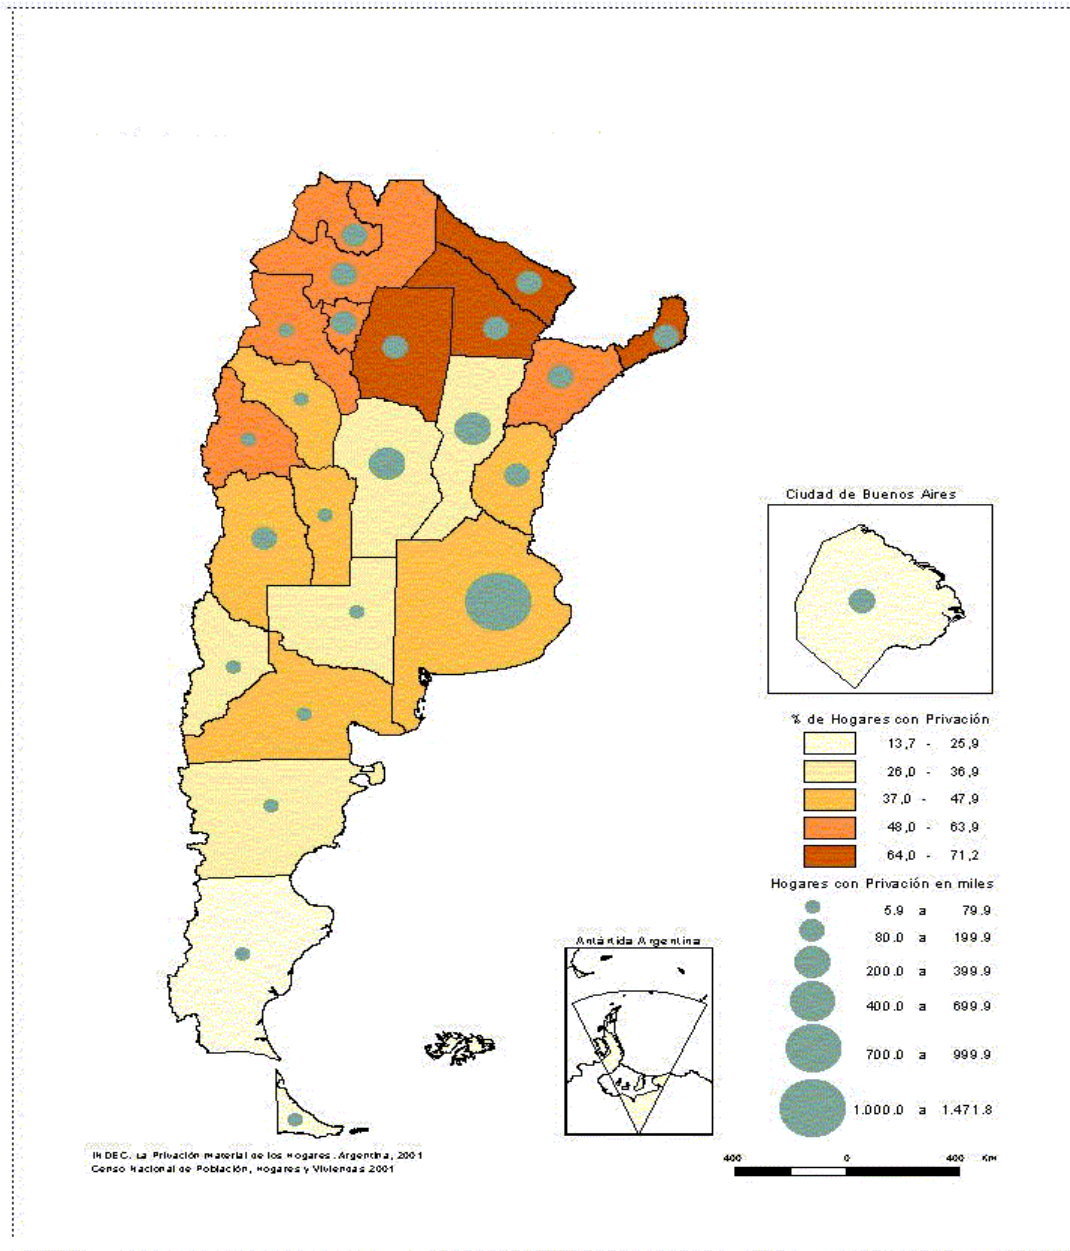 Ciudad de Buenos Aires
% de Hogares con Privación
13,7 - 25,9
26,0 - 36,9
37,0 - 47,9
48,0 - 63,9
64,0 - 71,2
Hogares con Privación en miles
5.9 a 79.9
80.0 a 199.9
200.0 a 399.9
400.0 a 699.9
700.0 a 999.9
1.000.0 a 1.471.8
Antártida Argentina
INDEC. La Privación material de los Hogares. Argentina, 2001
Censo Nacional de Población, Hogares y Viviendas 2001
400 0 400 Km